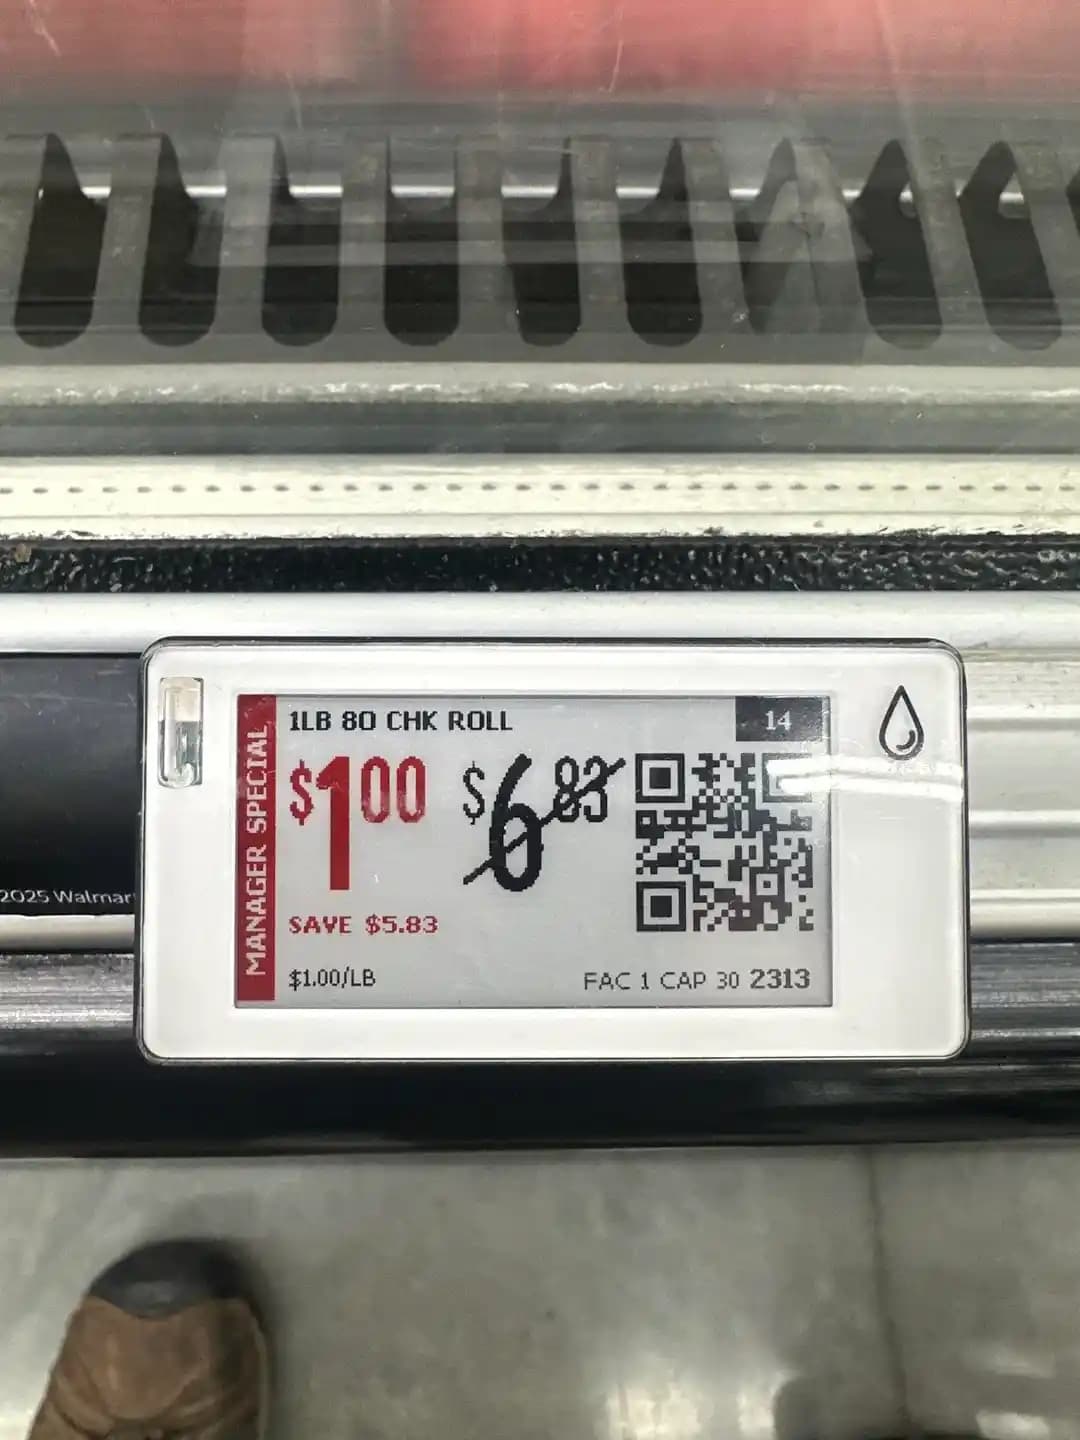 1LB 80 CHK ROLL
14
MANAGER SPECIAL
$1.00 $6.83
SAVE $5.83
$1.00/LB
FAC 1 CAP 30 2313
2025 Walmart